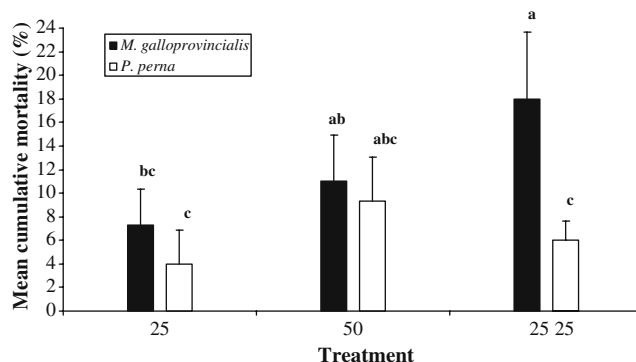 Mean cumulative mortality (%)
24
22
20
18
16
14
12
10
8
6
4
2
0
M. galloprovincialis
P. perna
bc
c
ab
abc
a
c
25
50
25 25
Treatment